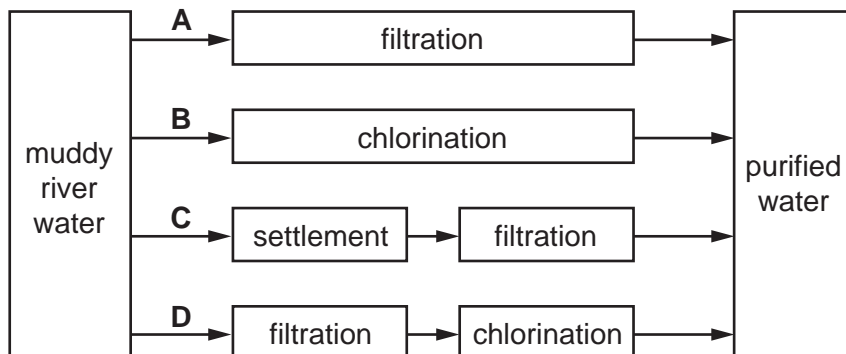 muddy
river
water
A
filtration
B
chlorination
C
settlement
filtration
D
filtration
chlorination
purified
water